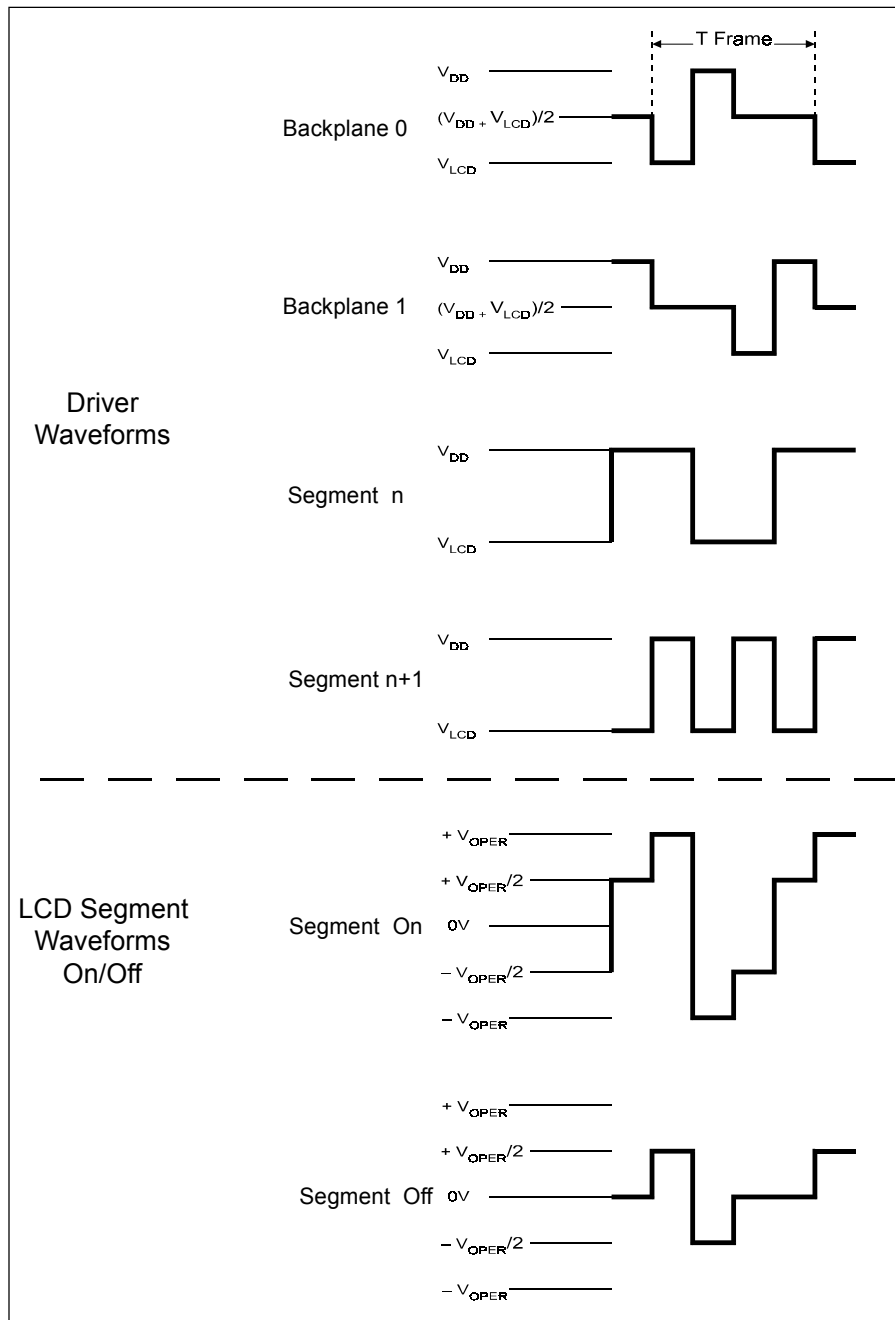 T Frame
V_DD
Backplane 0
(V_DD + V_LCD)/2
V_LCD
V_DD
Backplane 1
(V_DD + V_LCD)/2
V_LCD
Driver
Waveforms
V_DD
Segment n
V_LCD
V_DD
Segment n+1
V_LCD
LCD Segment
Waveforms
On/Off
+ V_OPER
+ V_OPER/2
Segment On
0V
– V_OPER/2
– V_OPER
+ V_OPER
+ V_OPER/2
Segment Off
0V
– V_OPER/2
– V_OPER